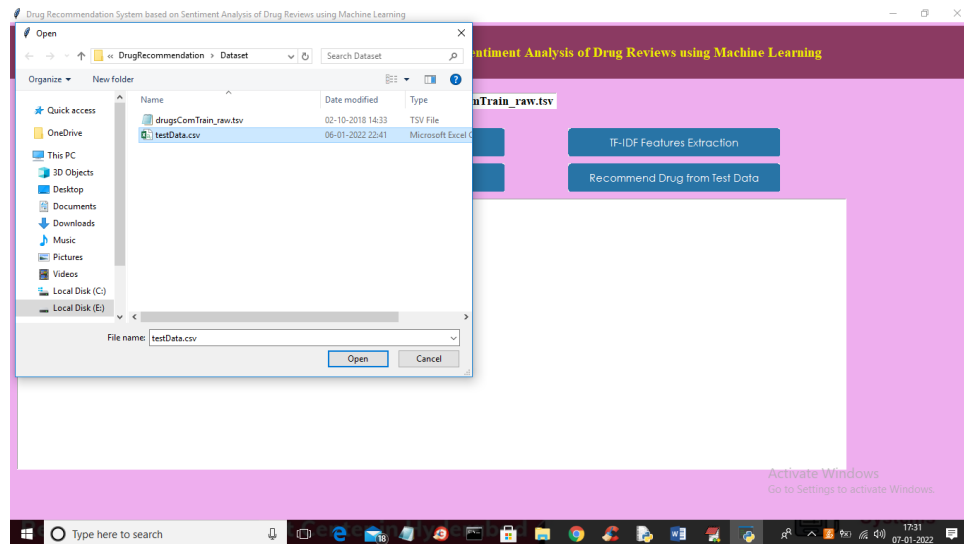 Drug Recommendation System based on Sentiment Analysis of Drug Reviews using Machine Learning
Open
« DrugRecommendation > Dataset
Search Dataset
Organize
New folder
Name
Date modified
Type
Quick access
OneDrive
This PC
3D Objects
Desktop
Documents
Downloads
Music
Pictures
Videos
Local Disk (C:)
Local Disk (E:)
drugsComTrain_raw.tsv 02-10-2018 14:33 TSV File
testData.csv 06-01-2022 22:41 Microsoft Excel C
File name: testData.csv
Open
Cancel
entiment Analysis of Drug Reviews using Machine Learning
mTrain_raw.tsv
TF-IDF Features Extraction
Recommend Drug from Test Data
Activate Windows
Go to Settings to activate Windows.
Type here to search
18
17:31
07-01-2022